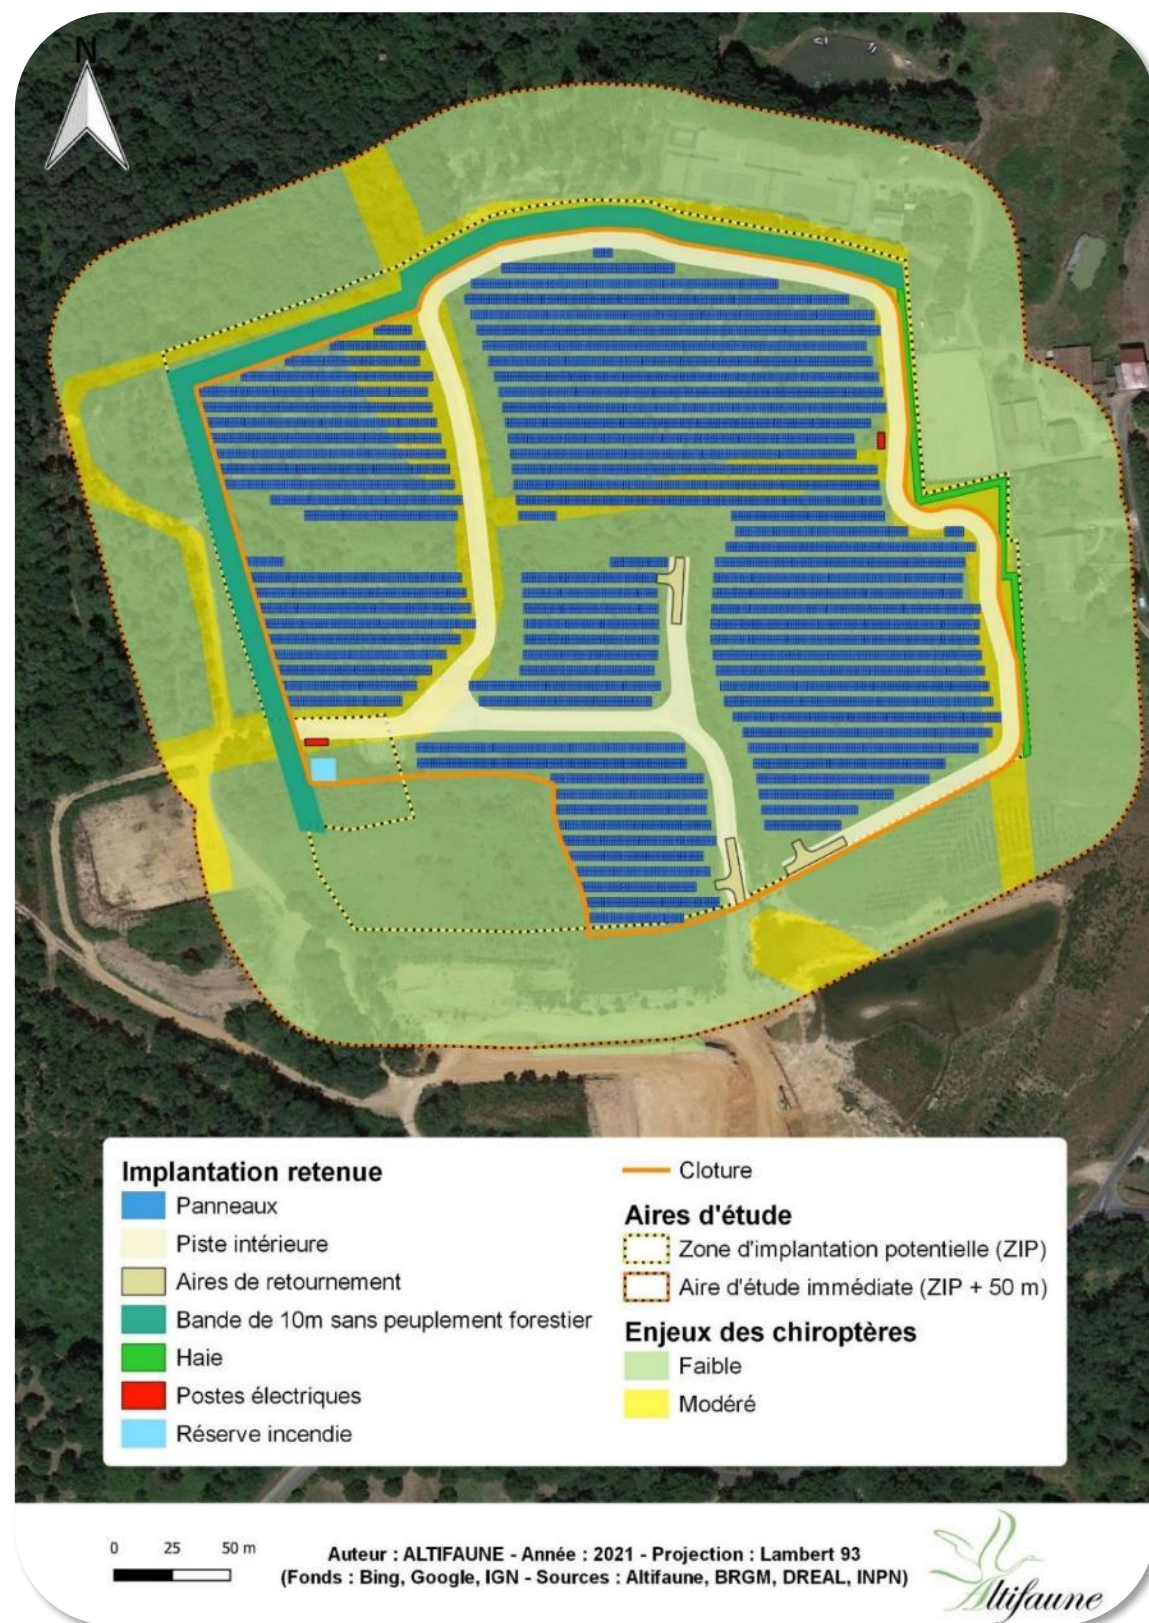 N
Implantation retenue
Panneaux
Piste intérieure
Aires de retournement
Bande de 10m sans peuplement forestier
Haie
Postes électriques
Réserve incendie
Cloture
Aires d'étude
Zone d'implantation potentielle (ZIP)
Aire d'étude immédiate (ZIP + 50 m)
Enjeux des chiroptères
Faible
Modéré
0 25 50 m
Auteur : ALTIFAUNE - Année : 2021 - Projection : Lambert 93
(Fonds : Bing, Google, IGN - Sources : Altifaune, BRGM, DREAL, INPN)
Altifaune